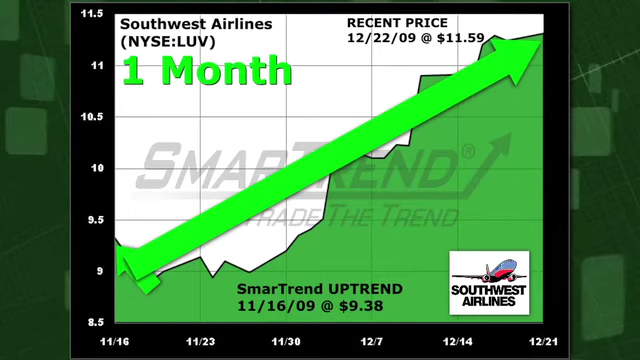 Southwest Airlines
(NYSE:LUV)
1 Month
RECENT PRICE
12/22/09 @ $11.59
11.5
11
10.5
10
9.5
9
8.5
SMARTREND®
TRADE THE TREND
SmarTrend UPTREND
11/16/09 @ $9.38
SOUTHWEST
AIRLINES
11/16 11/23 11/30 12/7 12/14 12/21